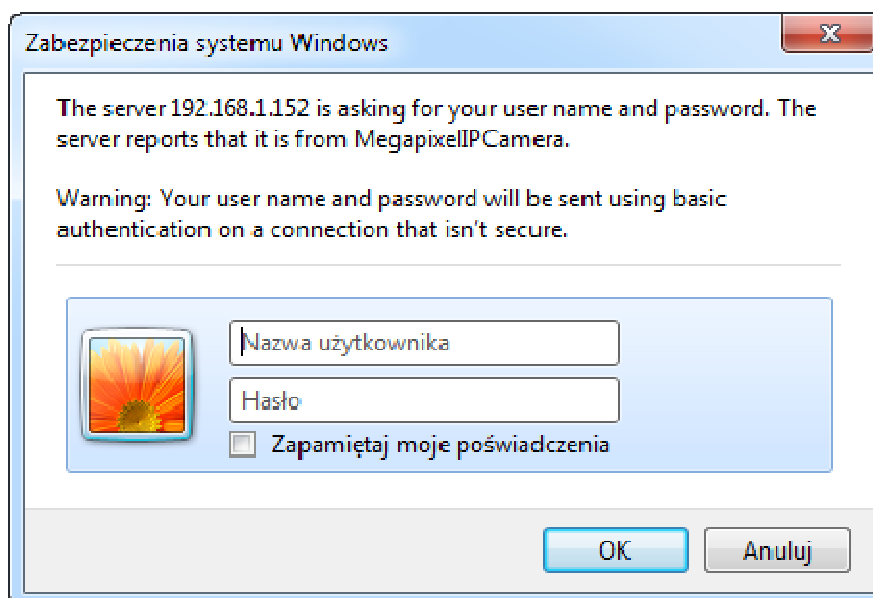 Zabezpieczenia systemu Windows
The server 192.168.1.152 is asking for your user name and password. The
server reports that it is from MegapixelIPCamera.
Warning: Your user name and password will be sent using basic
authentication on a connection that isn't secure.
Nazwa użytkownika
Hasło
Zapamiętaj moje poświadczenia
OK
Anuluj